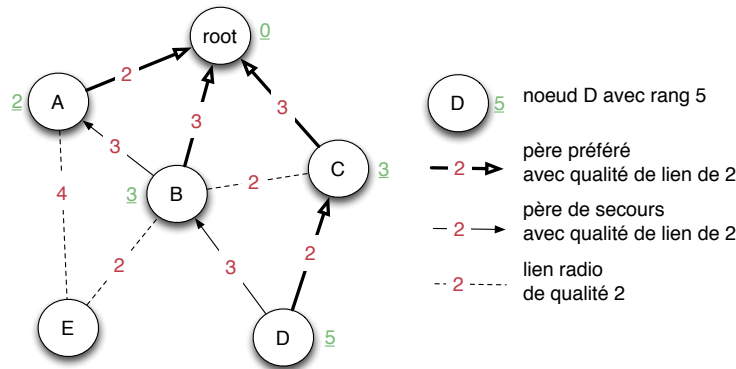 root
0
2
2
A
3
3
3
D
5
noeud D avec rang 5
4
3
B
2
C
3
2
père préféré
avec qualité de lien de 2
2
3
2
2
père de secours
avec qualité de lien de 2
E
D
5
2
lien radio
de qualité 2